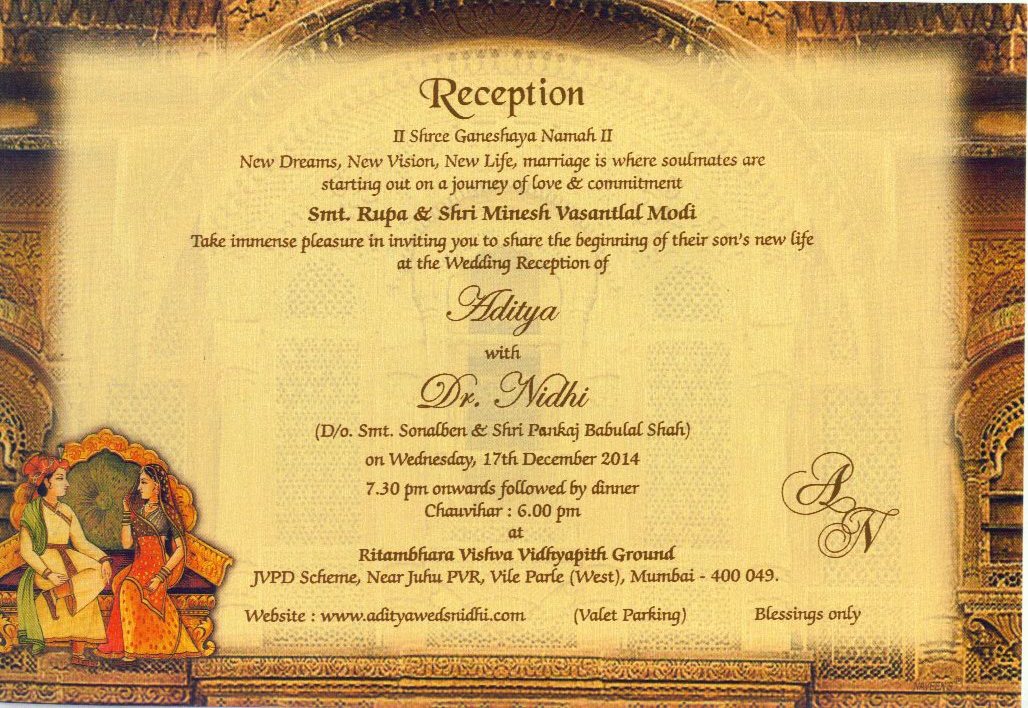 Reception
II Shree Ganeshaya Namah II
New Dreams, New Vision, New Life, marriage is where soulmates are
starting out on a journey of love & commitment
Smt. Rupa & Shri Minesh Vasantlal Modi
Take immense pleasure in inviting you to share the beginning of their son's new life
at the Wedding Reception of
Aditya
with
Dr. Nidhi
(D/o. Smt. Sonalben & Shri Pankaj Babulal Shah)
on Wednesday, 17th December 2014
7.30 pm onwards followed by dinner
Chauvihar : 6.00 pm
at
Ritambhara Vishva Vidhyapith Ground
JVPD Scheme, Near Juhu PVR, Vile Parle (West), Mumbai - 400 049.
Website : www.adityawedsnidhi.com (Valet Parking) Blessings only
A
N